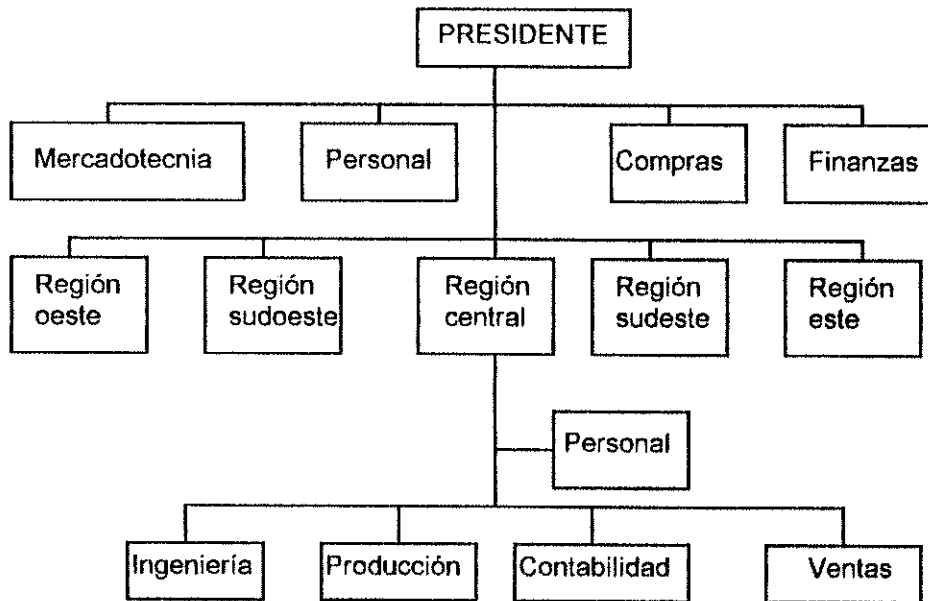 PRESIDENTE
Mercadotecnia
Personal
Compras
Finanzas
Región
oeste
Región
sudoeste
Región
central
Región
sudeste
Región
este
Personal
Ingeniería
Producción
Contabilidad
Ventas